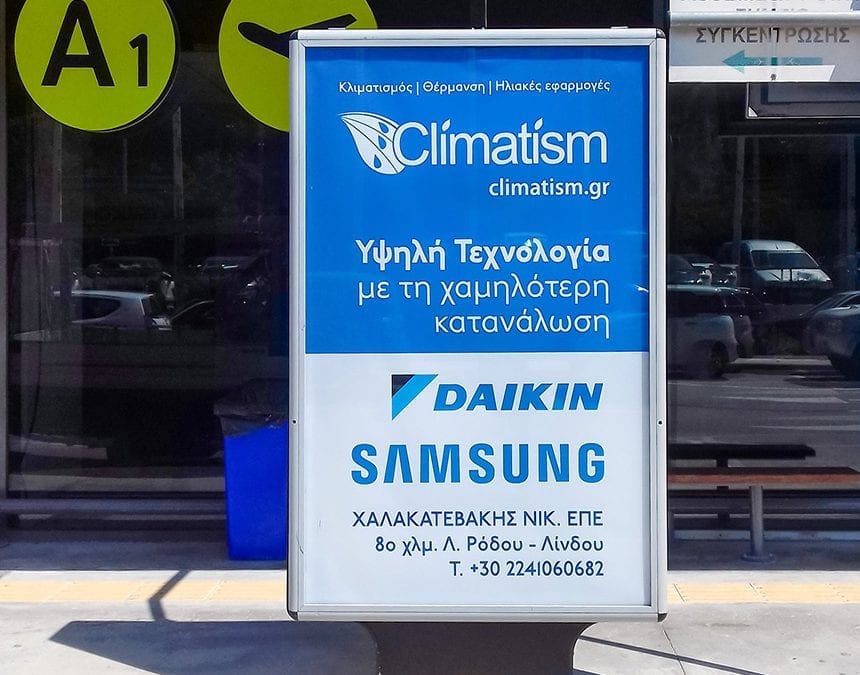 A1
ΣΥΓΚΕΝΤΡΩΣΗΣ
Κλιματισμός | Θέρμανση | Ηλιακές εφαρμογές
Climatism
climatism.gr
Υψηλή Τεχνολογία
με τη χαμηλότερη
κατανάλωση
DAIKIN
SAMSUNG
ΧΑΛΑΚΑΤΕΒΑΚΗΣ ΝΙΚ. ΕΠΕ
8ο χλμ. Λ. Ρόδου - Λίνδου
Τ. +30 2241060682